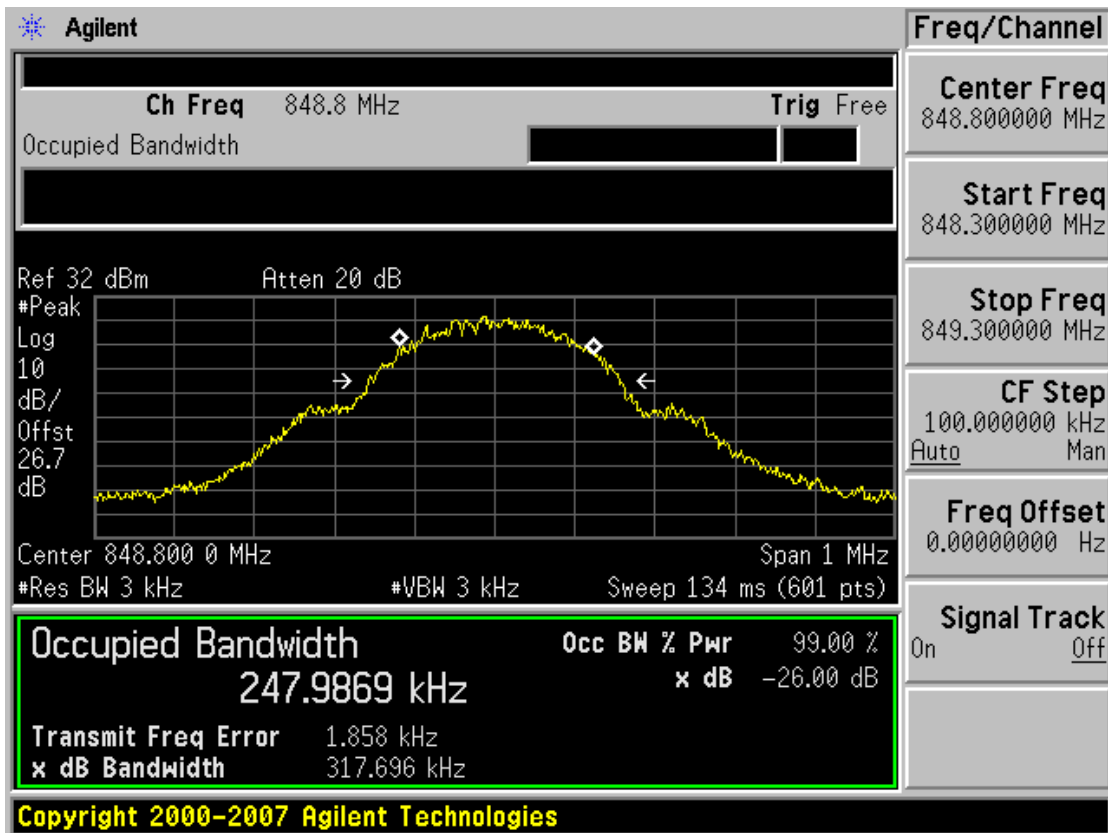 Agilent
Freq/Channel
Ch Freq 848.8 MHz Trig Free
Occupied Bandwidth
Center Freq
848.800000 MHz
Start Freq
848.300000 MHz
Stop Freq
849.300000 MHz
CF Step
100.000000 kHz
Auto Man
Freq Offset
0.00000000 Hz
Signal Track
On Off
Ref 32 dBm Atten 20 dB
#Peak
Log
10
dB/
Offst
26.7
dB
Center 848.800 0 MHz Span 1 MHz
#Res BW 3 kHz #VBW 3 kHz Sweep 134 ms (601 pts)
Occupied Bandwidth Occ BW % Pwr 99.00 %
247.9869 kHz x dB -26.00 dB
Transmit Freq Error 1.858 kHz
x dB Bandwidth 317.696 kHz
Copyright 2000-2007 Agilent Technologies